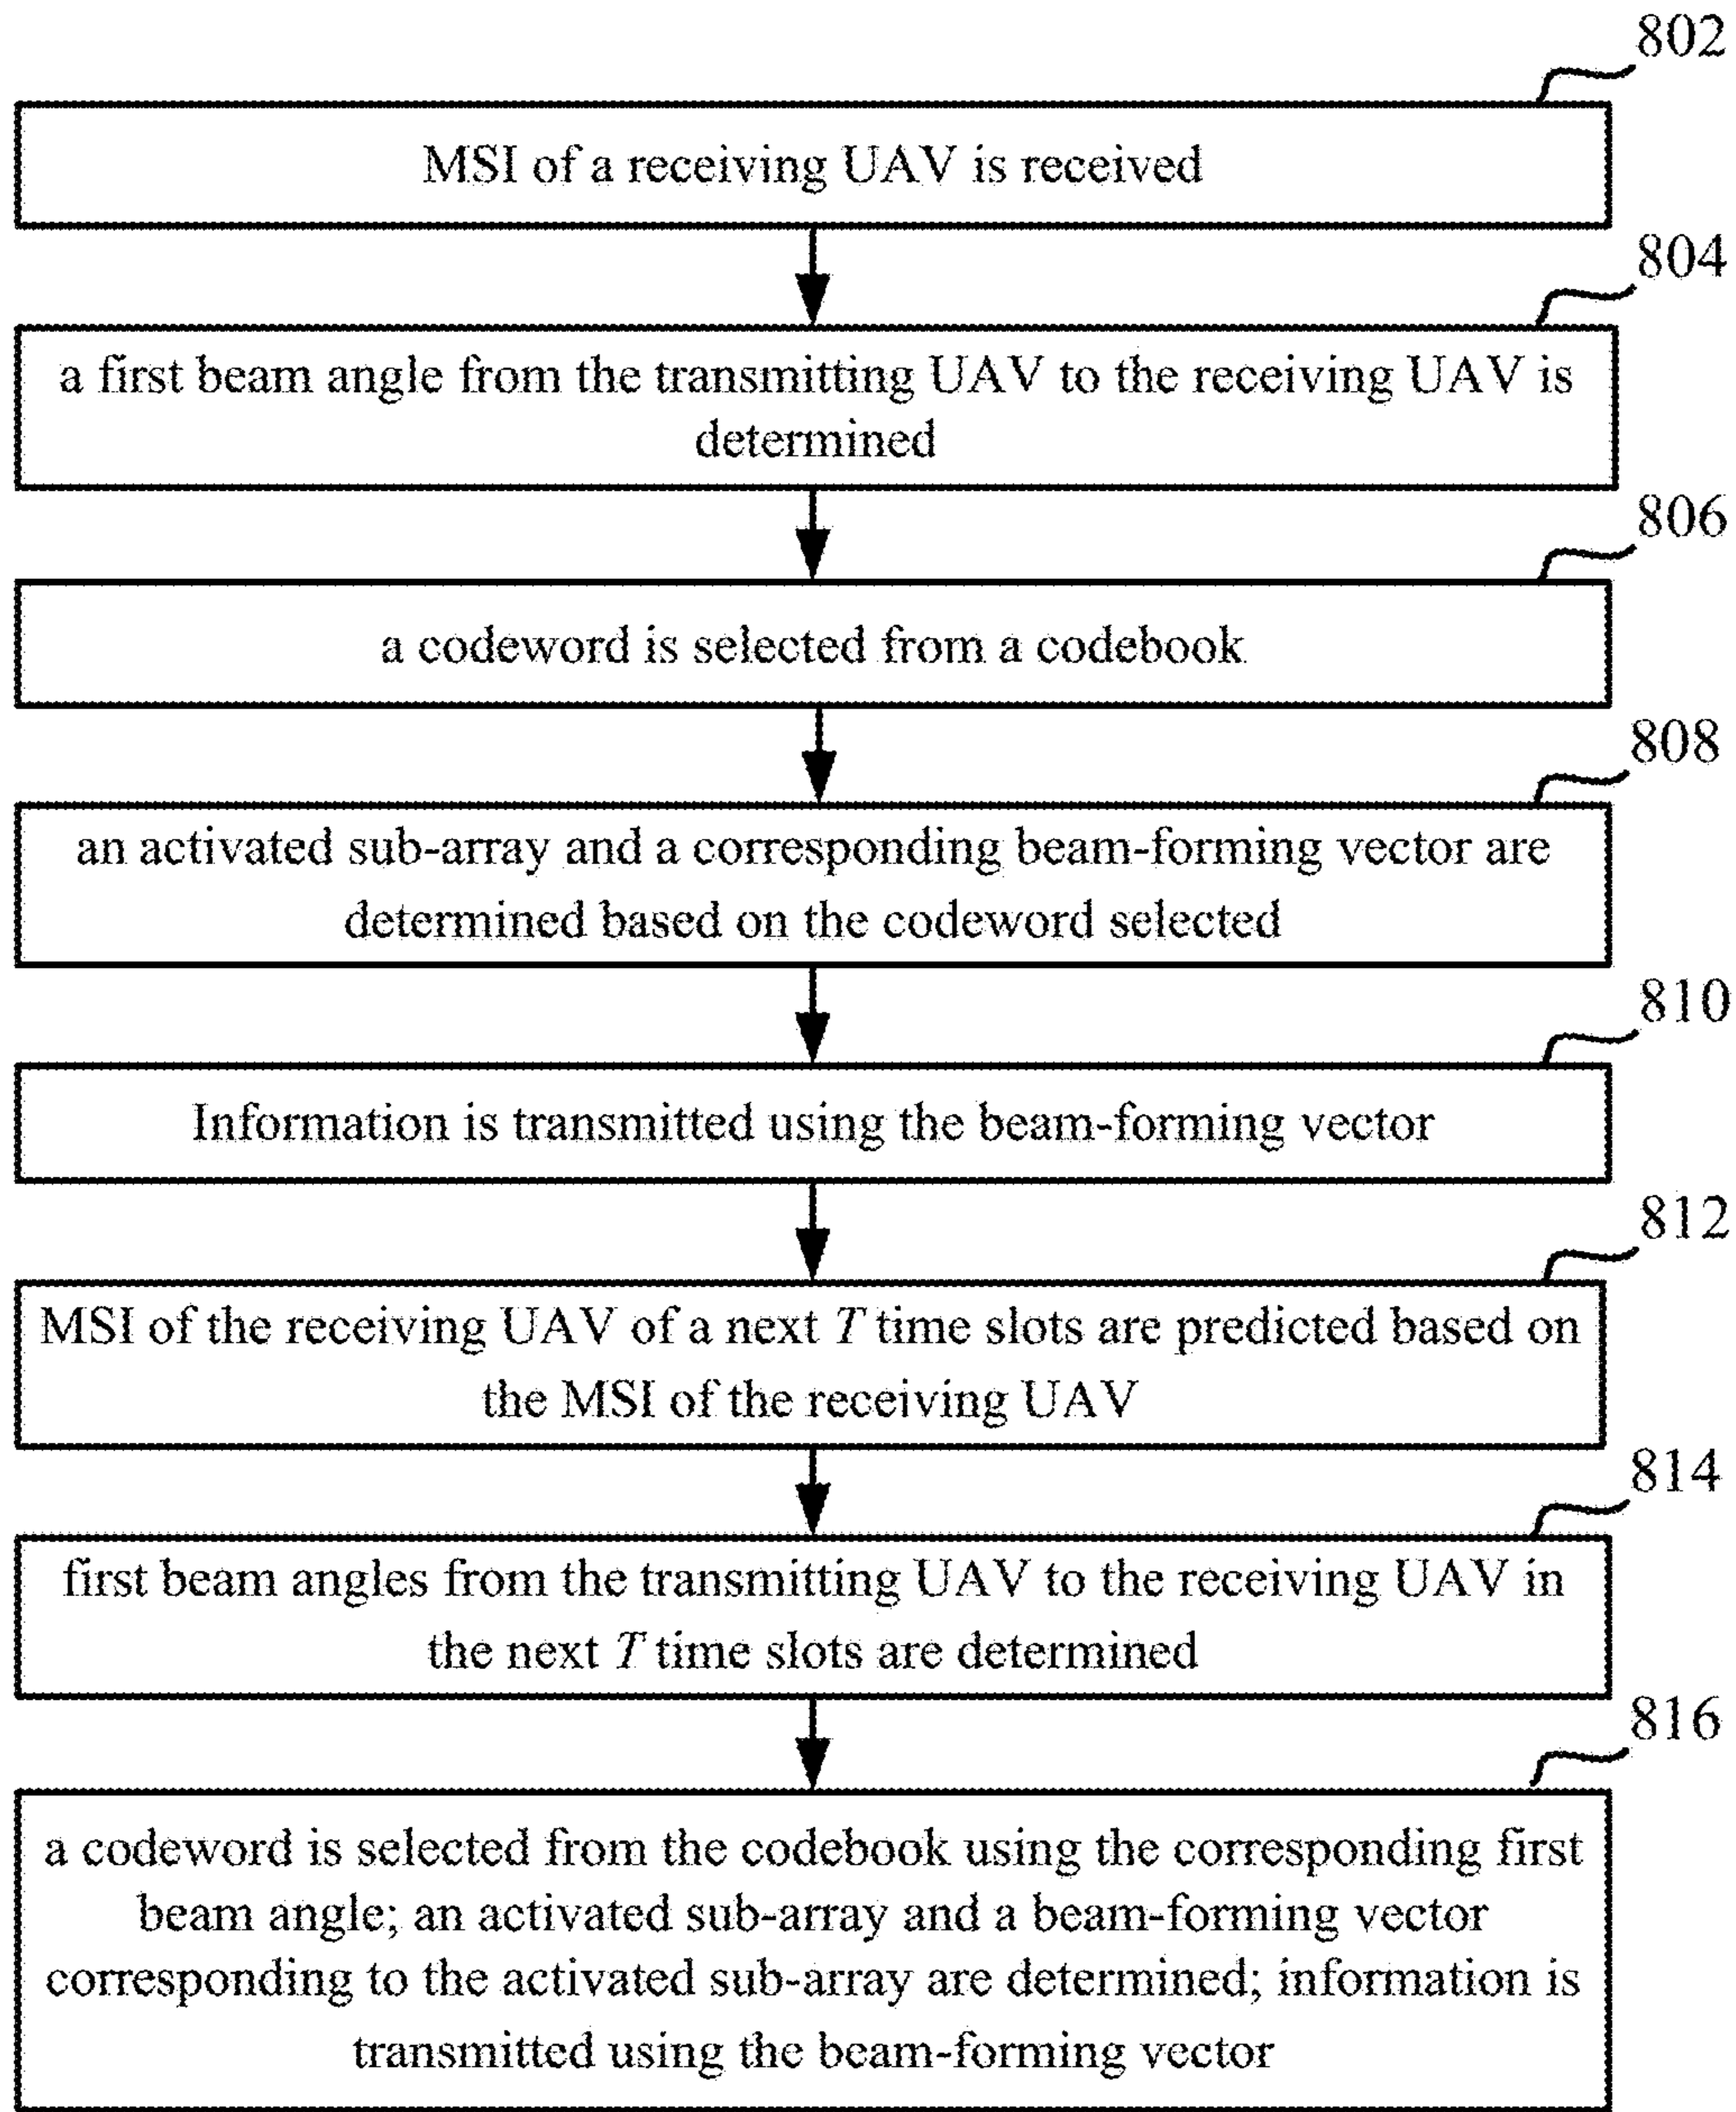 802
MSI of a receiving UAV is received
804
a first beam angle from the transmitting UAV to the receiving UAV is
determined
806
a codeword is selected from a codebook
808
an activated sub-array and a corresponding beam-forming vector are
determined based on the codeword selected
810
Information is transmitted using the beam-forming vector
812
MSI of the receiving UAV of a next T time slots are predicted based on
the MSI of the receiving UAV
814
first beam angles from the transmitting UAV to the receiving UAV in
the next T time slots are determined
816
a codeword is selected from the codebook using the corresponding first
beam angle; an activated sub-array and a beam-forming vector
corresponding to the activated sub-array are determined; information is
transmitted using the beam-forming vector